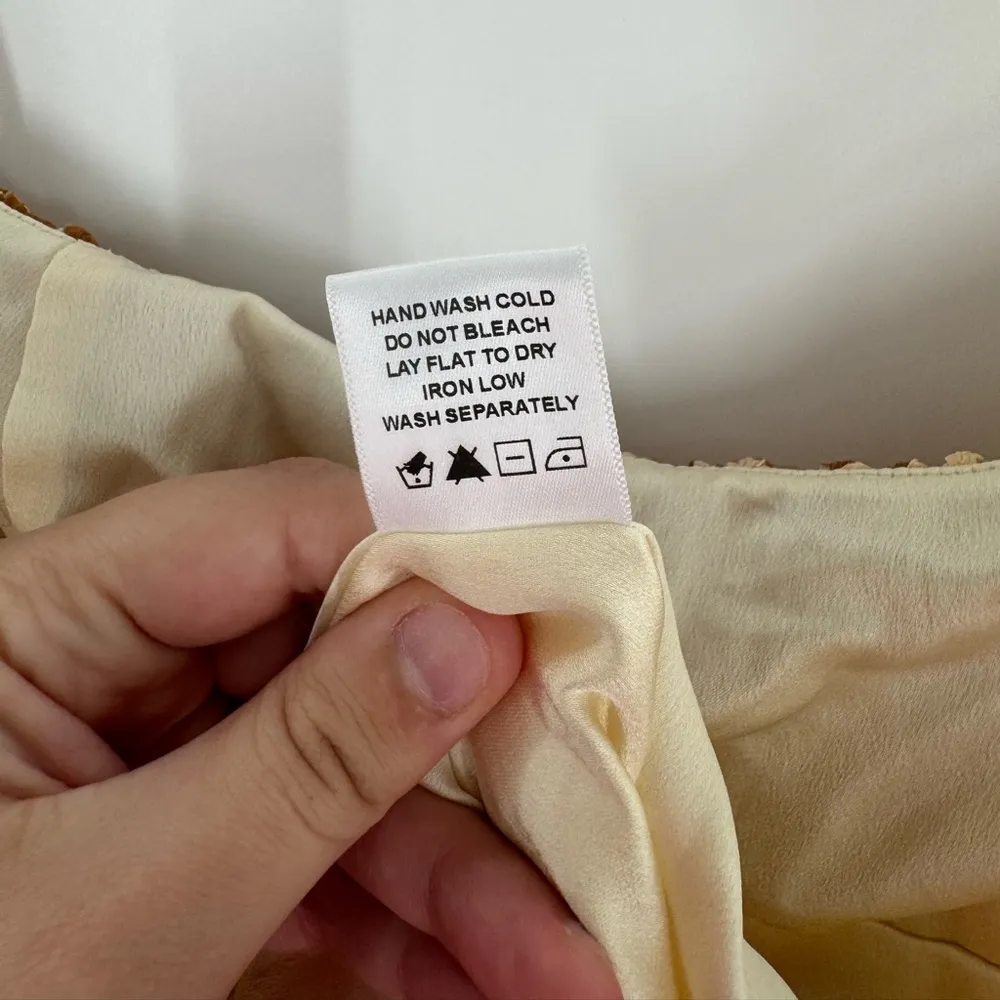 HAND WASH COLD
DO NOT BLEACH
LAY FLAT TO DRY
IRON LOW
WASH SEPARATELY